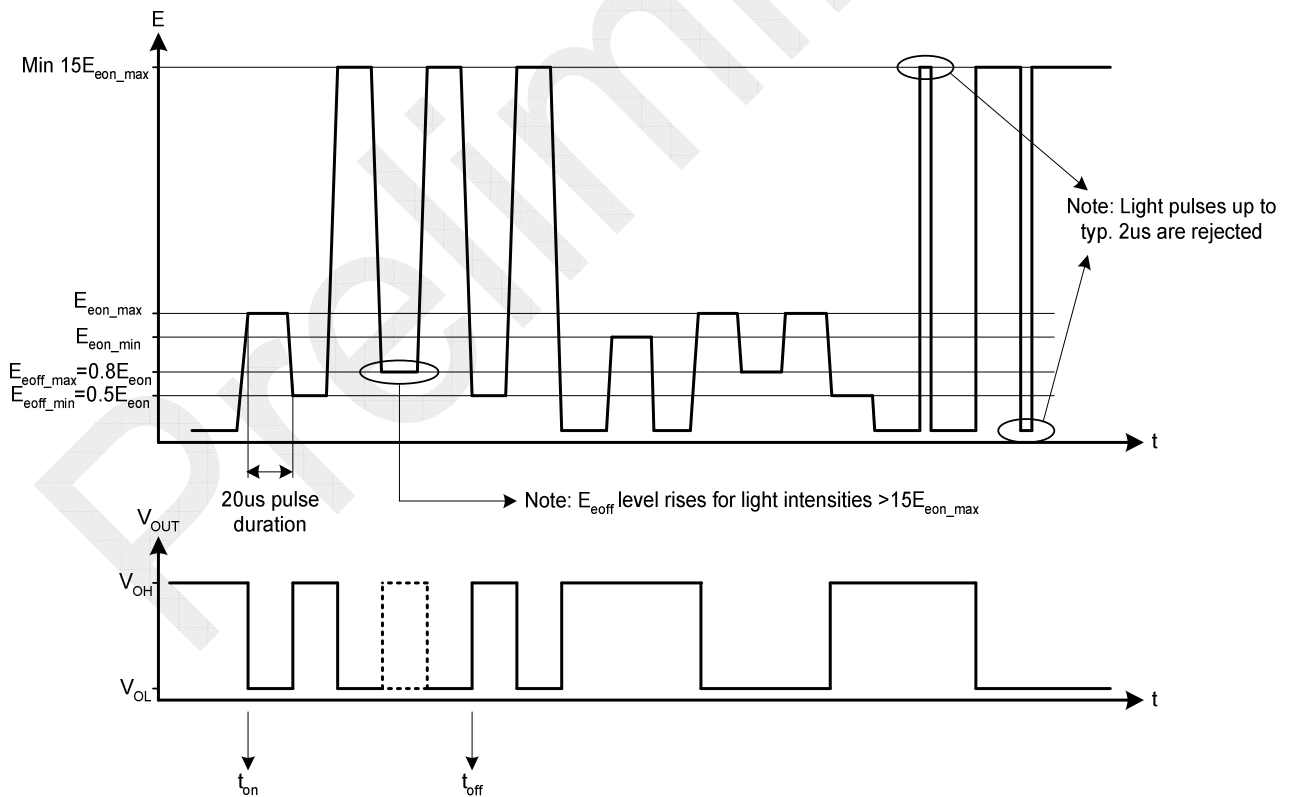 Prelim
E
Min 15E_eon_max
E_eon_max
E_eon_min
E_eoff_max=0.8E_eon
E_eoff_min=0.5E_eon
Note: Light pulses up to
typ. 2us are rejected
t
20us pulse
duration
Note: E_eoff level rises for light intensities >15E_eon_max
V_OUT
V_OH
V_OL
t
t_on
t_off